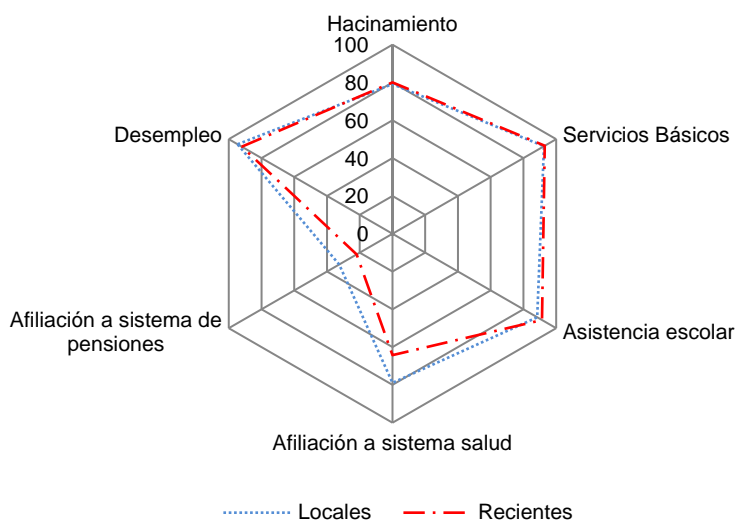 Hacinamiento
100
80
60
40
20
0
Servicios Básicos
Asistencia escolar
Afiliación a sistema salud
Afiliación a sistema de
pensiones
Desempleo
Locales
Recientes